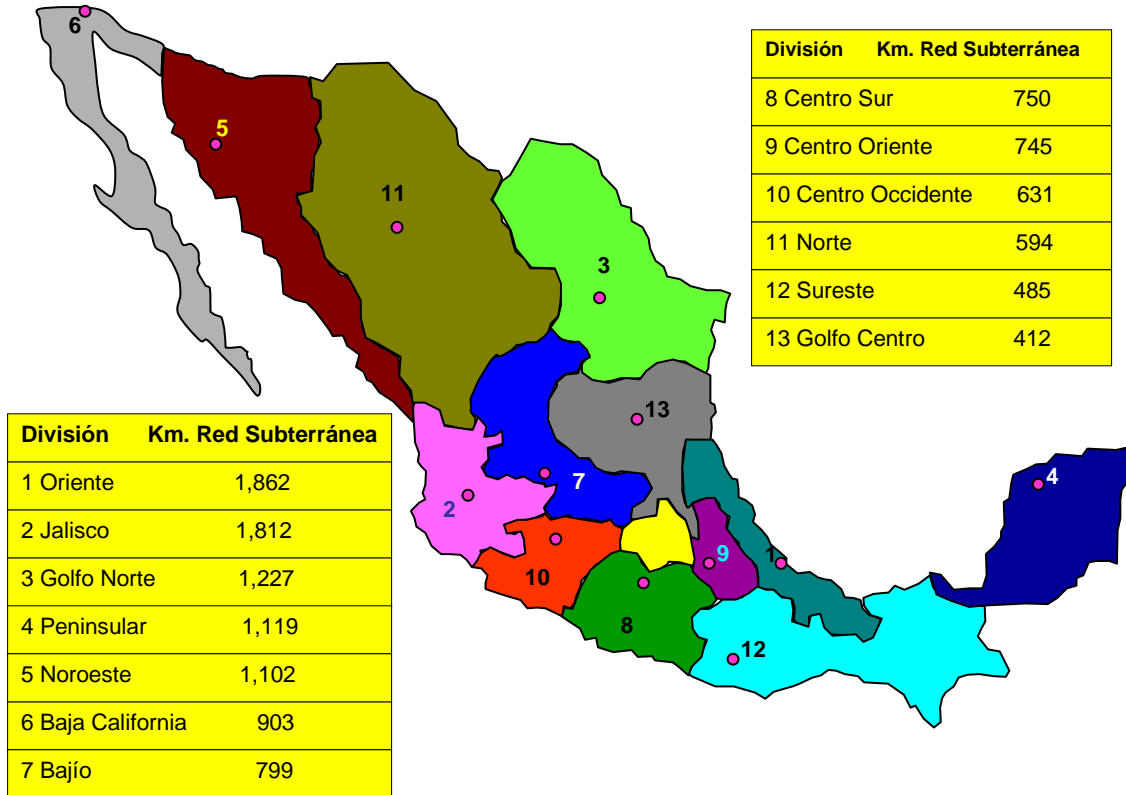 6
5
11
3
13
7
2
10
8
9
1
12
4
División Km. Red Subterránea
8 Centro Sur 750
9 Centro Oriente 745
10 Centro Occidente 631
11 Norte 594
12 Sureste 485
13 Golfo Centro 412
División Km. Red Subterránea
1 Oriente 1,862
2 Jalisco 1,812
3 Golfo Norte 1,227
4 Peninsular 1,119
5 Noroeste 1,102
6 Baja California 903
7 Bajío 799